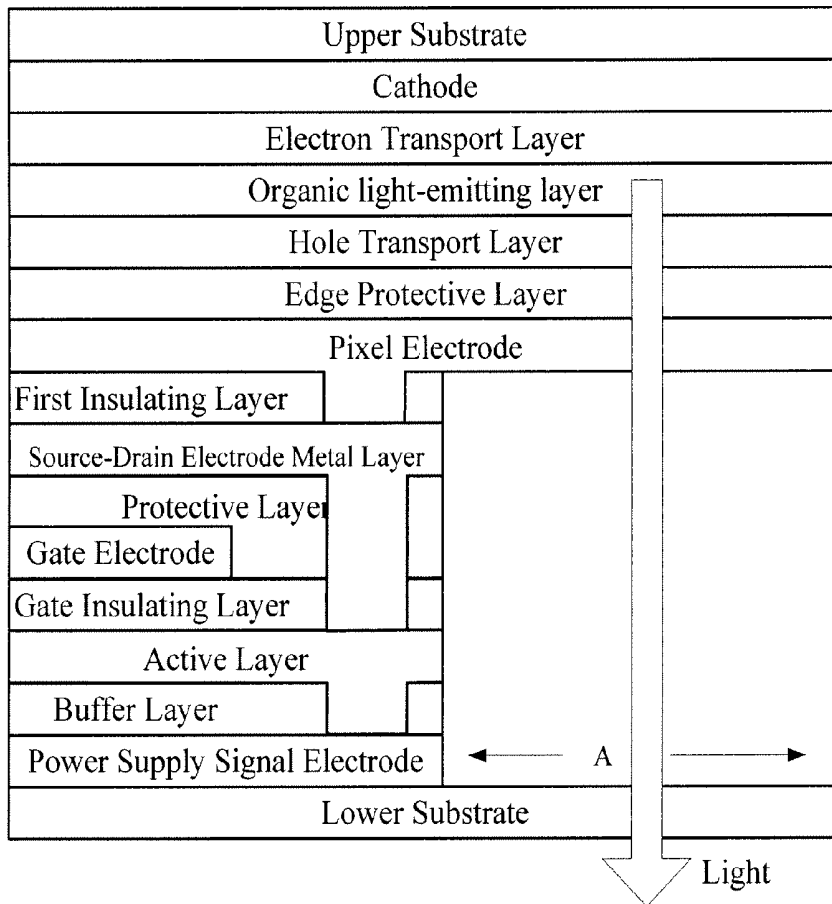 Upper Substrate
Cathode
Electron Transport Layer
Organic light-emitting layer
Hole Transport Layer
Edge Protective Layer
Pixel Electrode
First Insulating Layer
Source-Drain Electrode Metal Layer
Protective Layer
Gate Electrode
Gate Insulating Layer
Active Layer
Buffer Layer
Power Supply Signal Electrode
A
Lower Substrate
Light